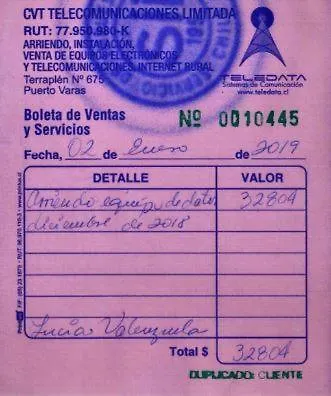 CVT TELECOMUNICACIONES LIMITADA
RUT: 77.950.980-K
ARRIENDO, INSTALACION,
VENTA DE EQUIPOS ELECTRONICOS
Y TELECOMUNICACIONES, INTERNET RURAL
Terraplén Nº 675
Puerto Varas
TELEDATA
Sistemas de Comunicación
www.teledata.cl
Boleta de Ventas
y Servicios
Nº 0010445
Fecha, 02 de Enero de 2019
DETALLE VALOR
Arriendo equipo de datos 32804
diciembre de 2018
Lucia Valenzuela
Total $ 32804
DUPLICADO: CLIENTE